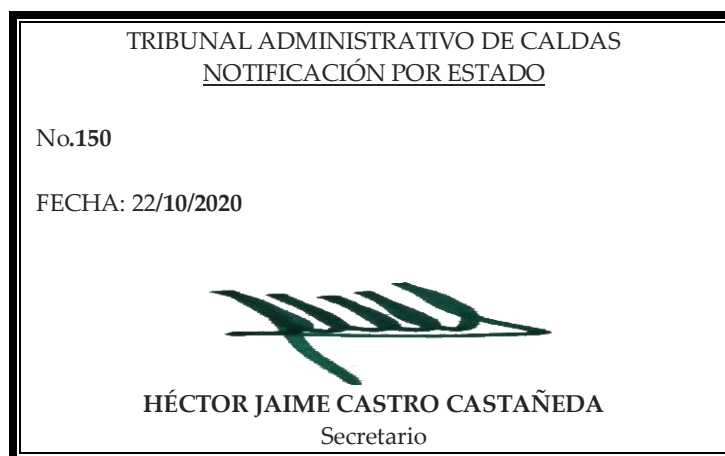 TRIBUNAL ADMINISTRATIVO DE CALDAS
NOTIFICACIÓN POR ESTADO
No.150
FECHA: 22/10/2020
HÉCTOR JAIME CASTRO CASTAÑEDA
Secretario